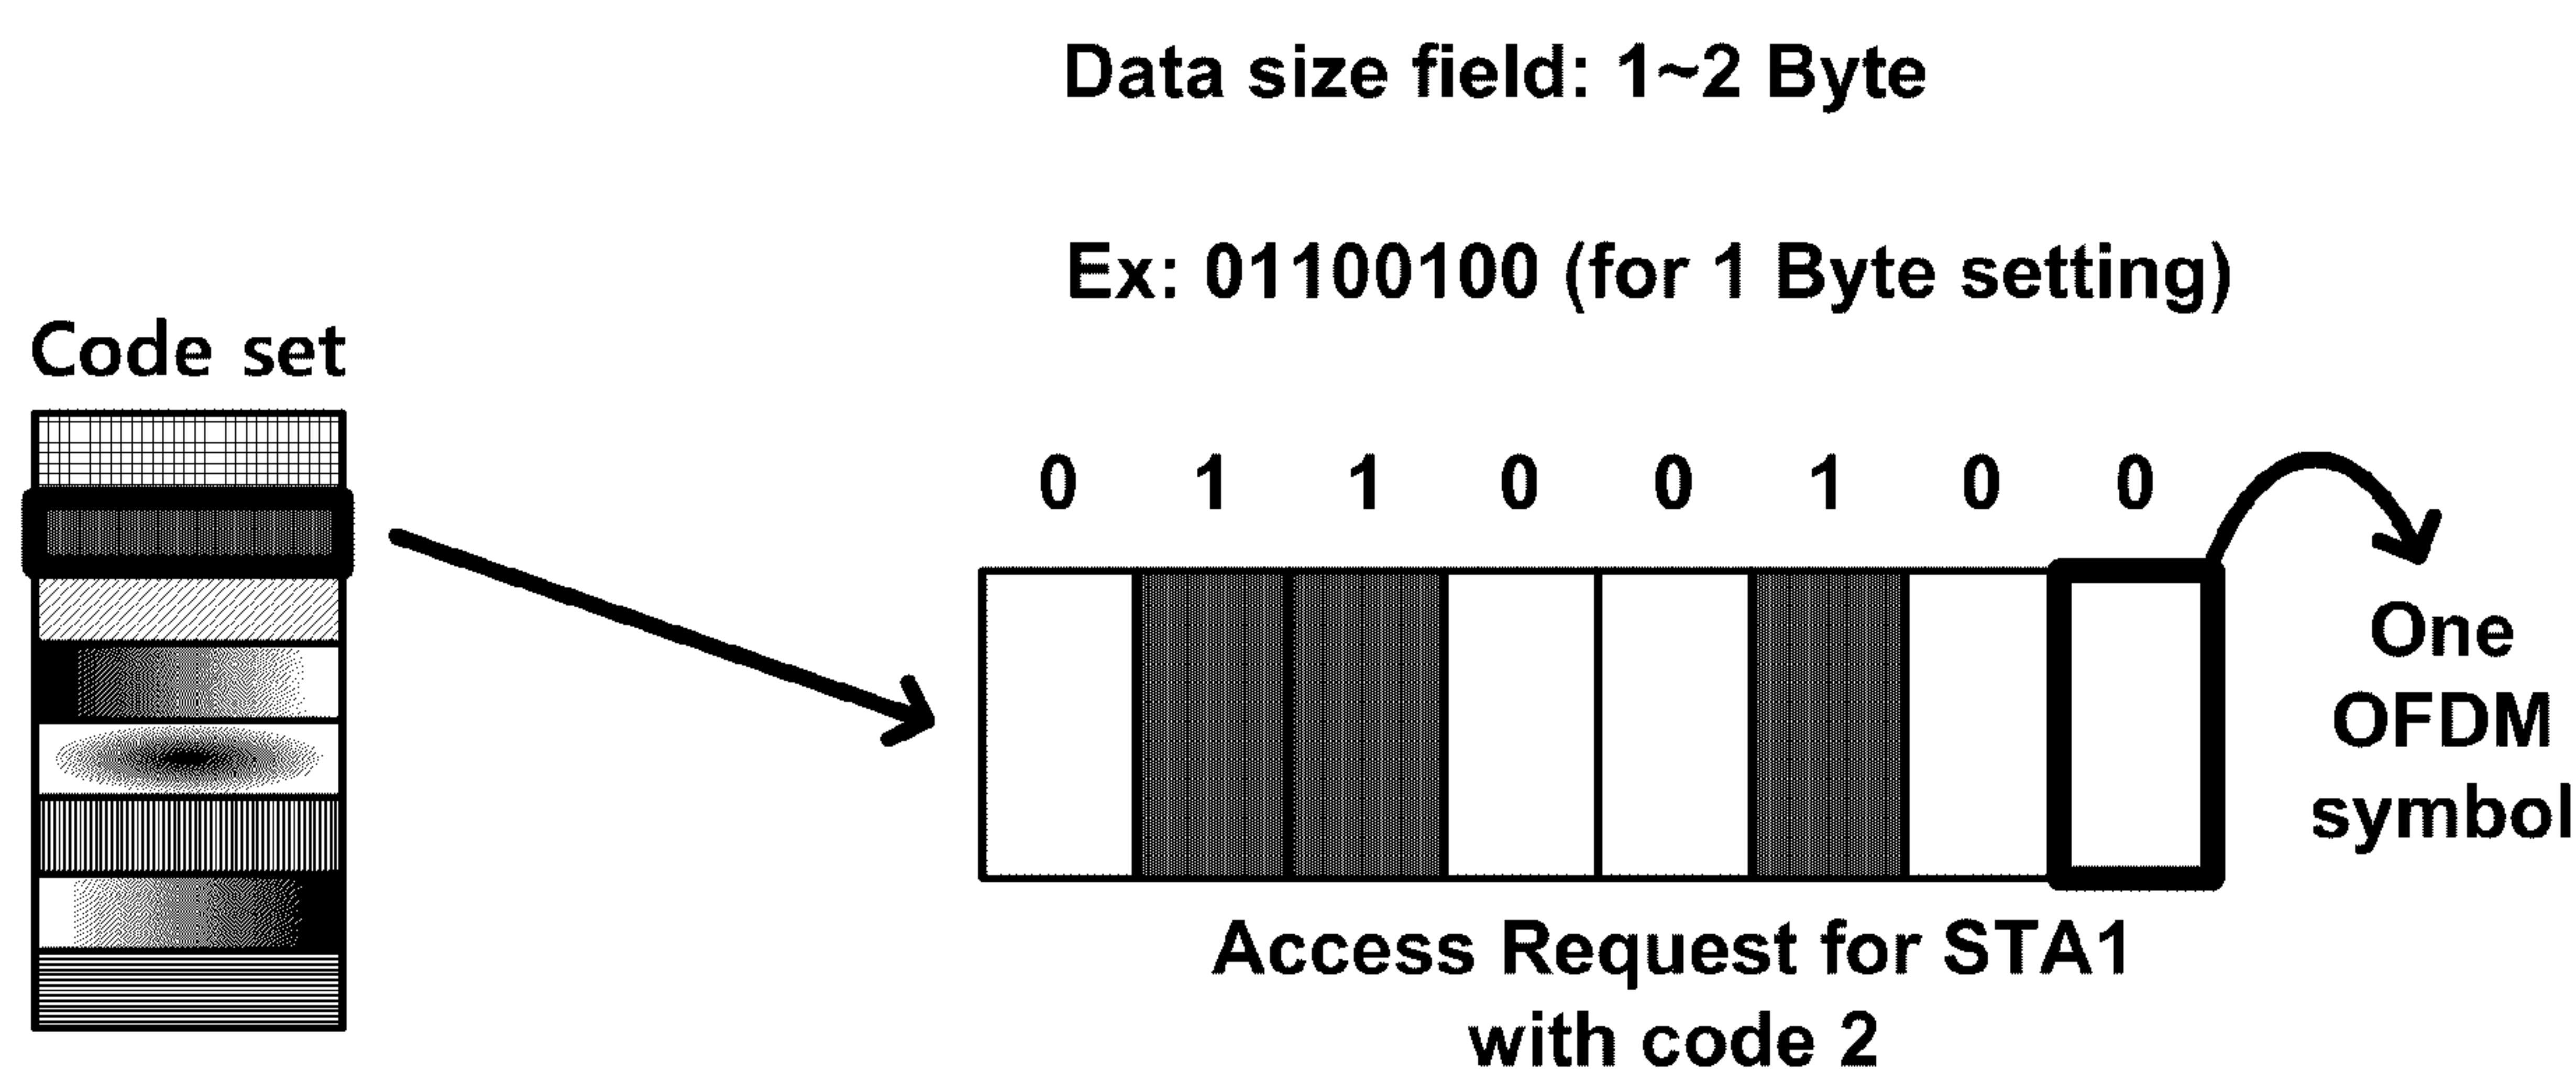 Data size field: 1~2 Byte
Ex: 01100100 (for 1 Byte setting)
Code set
0 1 1 0 0 1 0 0
One
OFDM
symbol
Access Request for STA1
with code 2